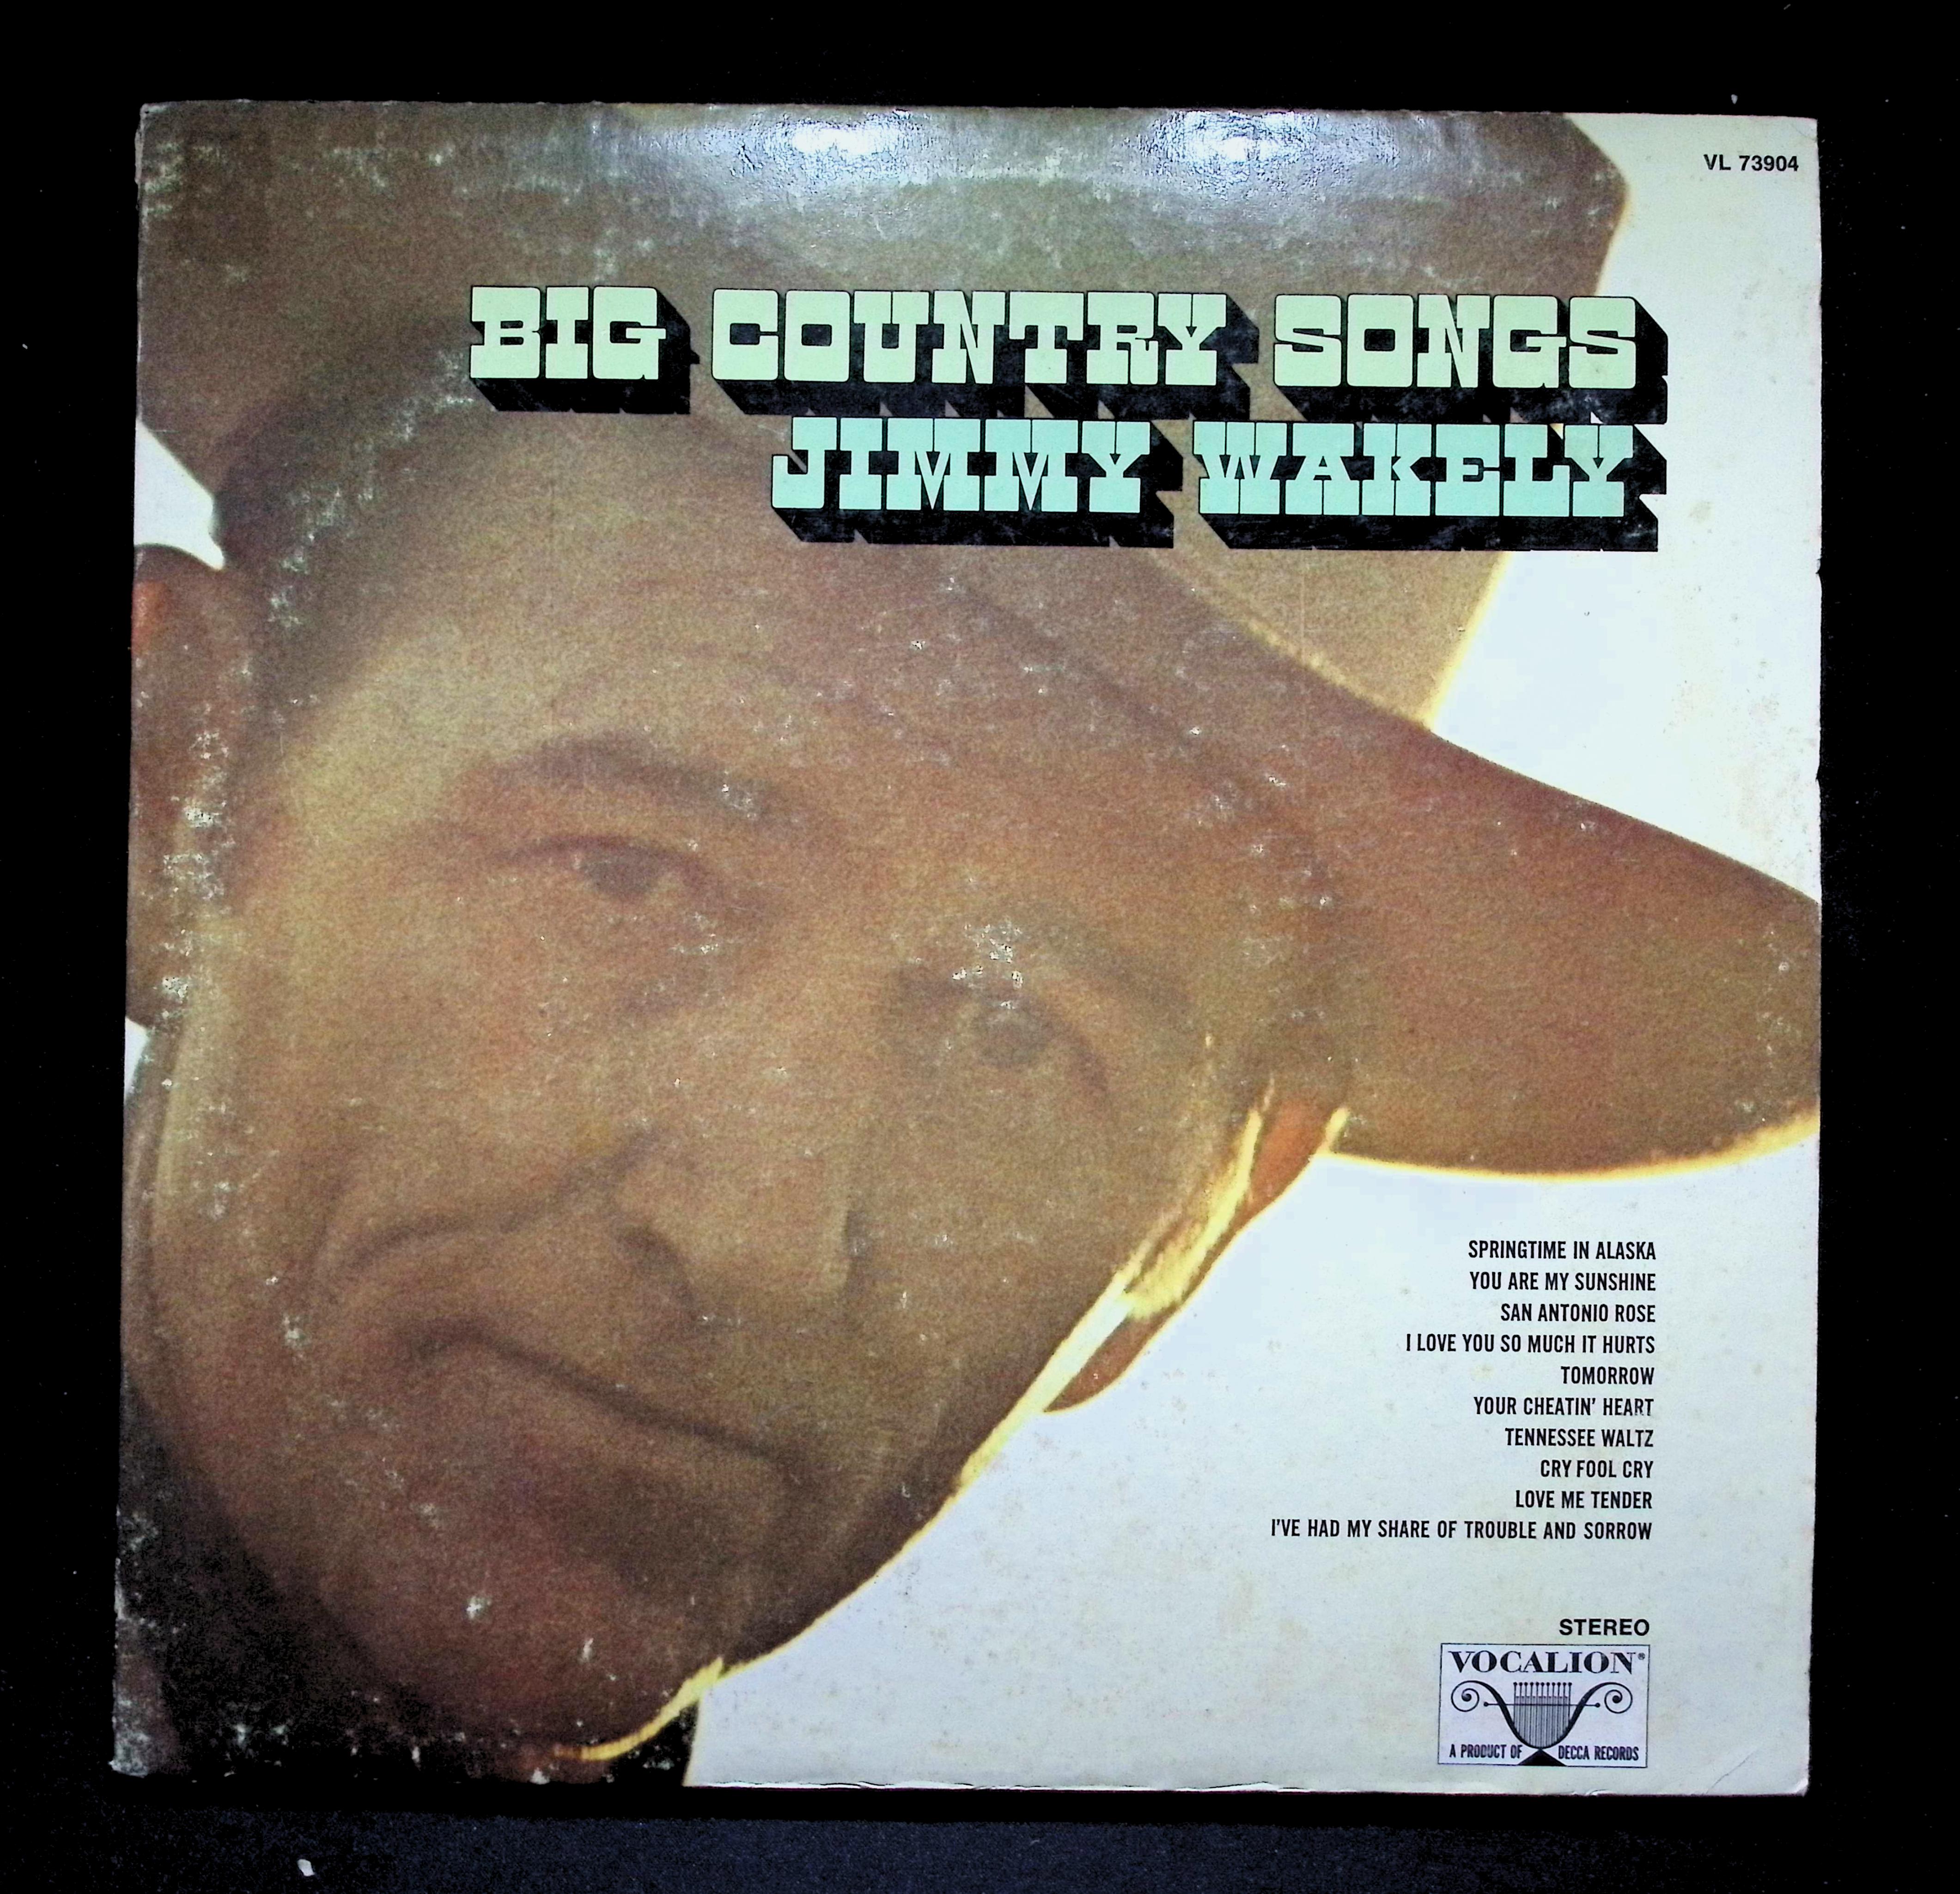 VL 73904
BIG COUNTRY SONGS
JIMMY WAKELY
SPRINGTIME IN ALASKA
YOU ARE MY SUNSHINE
SAN ANTONIO ROSE
I LOVE YOU SO MUCH IT HURTS
TOMORROW
YOUR CHEATIN' HEART
TENNESSEE WALTZ
CRY FOOL CRY
LOVE ME TENDER
I'VE HAD MY SHARE OF TROUBLE AND SORROW
STEREO
VOCALION®
A PRODUCT OF DECCA RECORDS